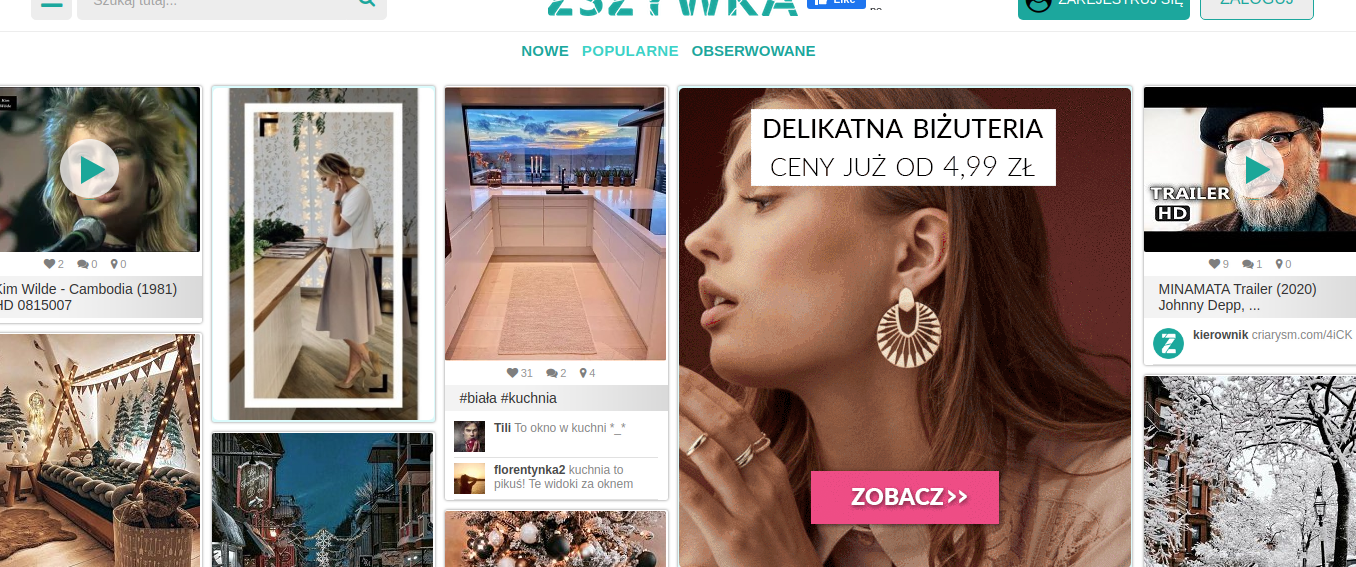 Szukaj tutaj...
ZSZYWKA
Like
ZAREJESTRUJ SIĘ
ZALOGUJ
NOWE POPULARNE OBSERWOWANE
2 0 0
Kim Wilde - Cambodia (1981)
HD 0815007
31 2 4
#biała #kuchnia
Tili To okno w kuchni *_*
florentynka2 kuchnia to
pikuś! Te widoki za oknem
DELIKATNA BIŻUTERIA
CENY JUŻ OD 4,99 ZŁ
ZOBACZ >>
TRAILER
HD
9 1 0
MINAMATA Trailer (2020)
Johnny Depp, ...
kierownik criarysm.com/4iCK